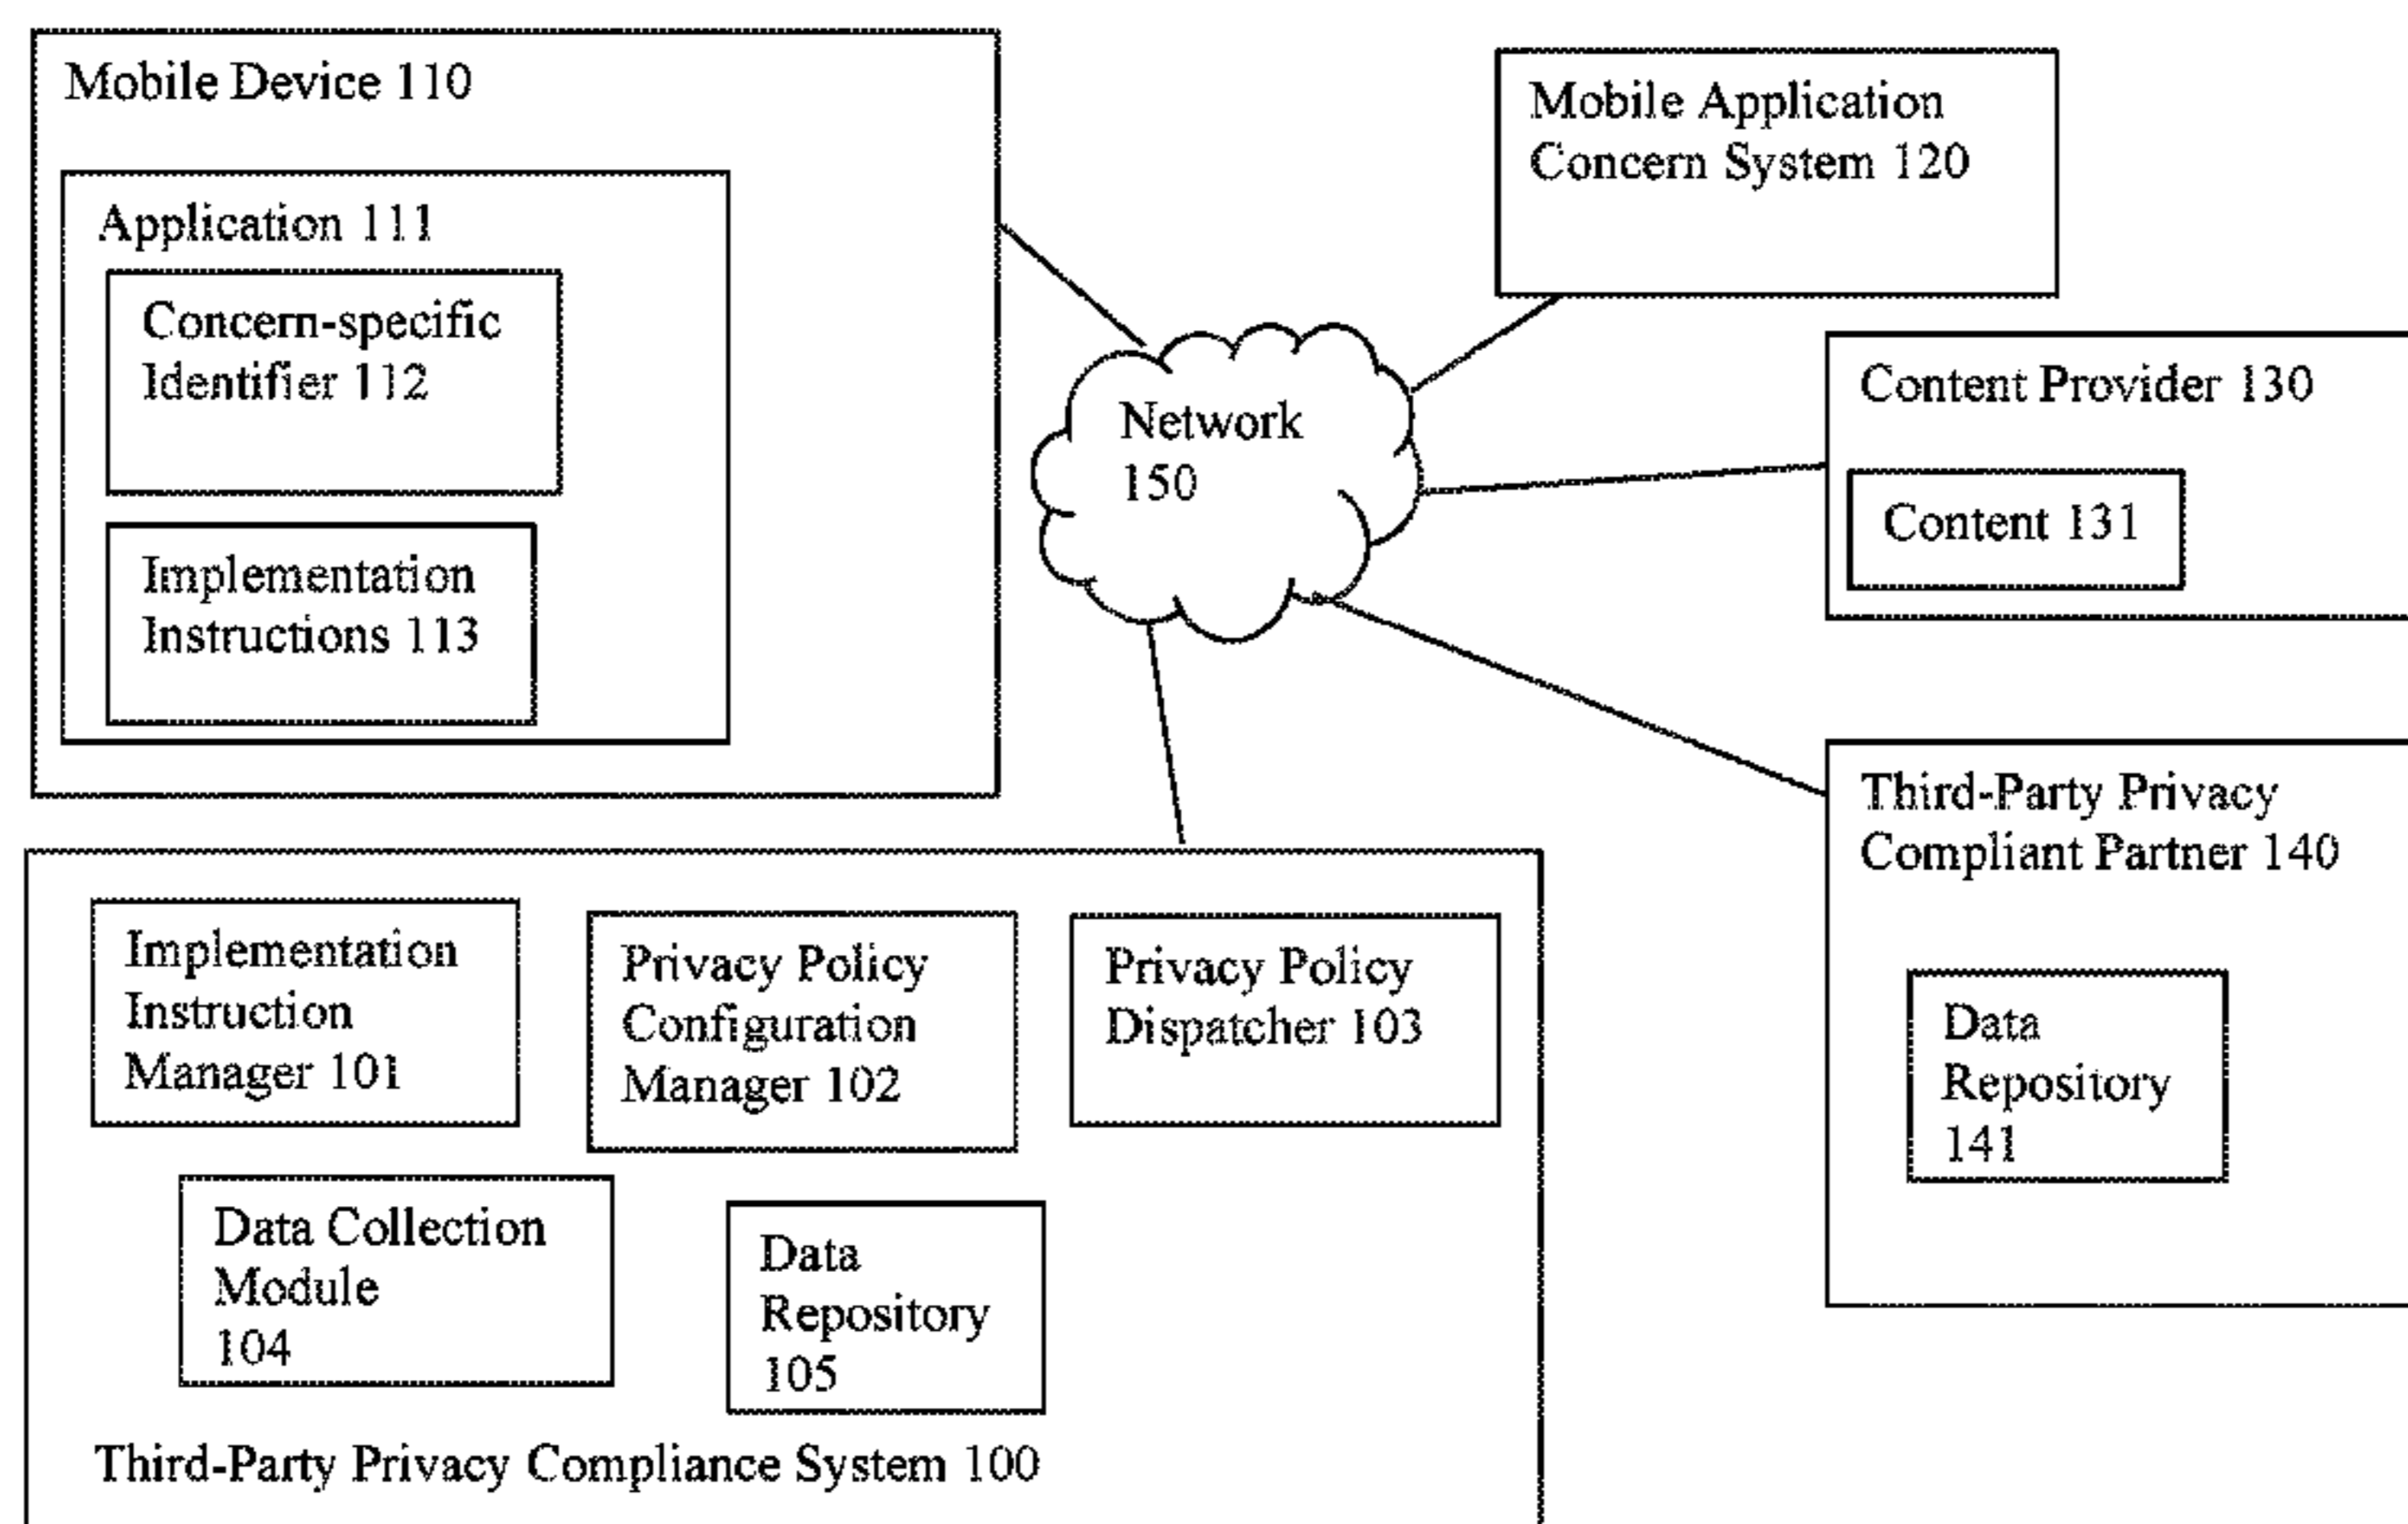 Mobile Device 110
Application 111
Concern-specific
Identifier 112
Implementation
Instructions 113
Network
150
Mobile Application
Concern System 120
Content Provider 130
Content 131
Third-Party Privacy
Compliant Partner 140
Data
Repository
141
Implementation
Instruction
Manager 101
Privacy Policy
Configuration
Manager 102
Privacy Policy
Dispatcher 103
Data Collection
Module
104
Data
Repository
105
Third-Party Privacy Compliance System 100